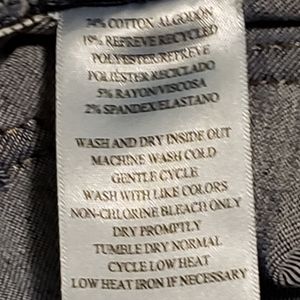 74% COTTON ALGODÓN
19% REPREVE RECYCLED
POLYESTER/REPREVE
POLIÉSTER RECICLADO
5% RAYON/VISCOSA
2% SPANDEX/ELASTANO
WASH AND DRY INSIDE OUT
MACHINE WASH COLD
GENTLE CYCLE
WASH WITH LIKE COLORS
NON-CHLORINE BLEACH ONLY
DRY PROMPTLY
TUMBLE DRY NORMAL
CYCLE LOW HEAT
LOW HEAT IRON IF NECESSARY